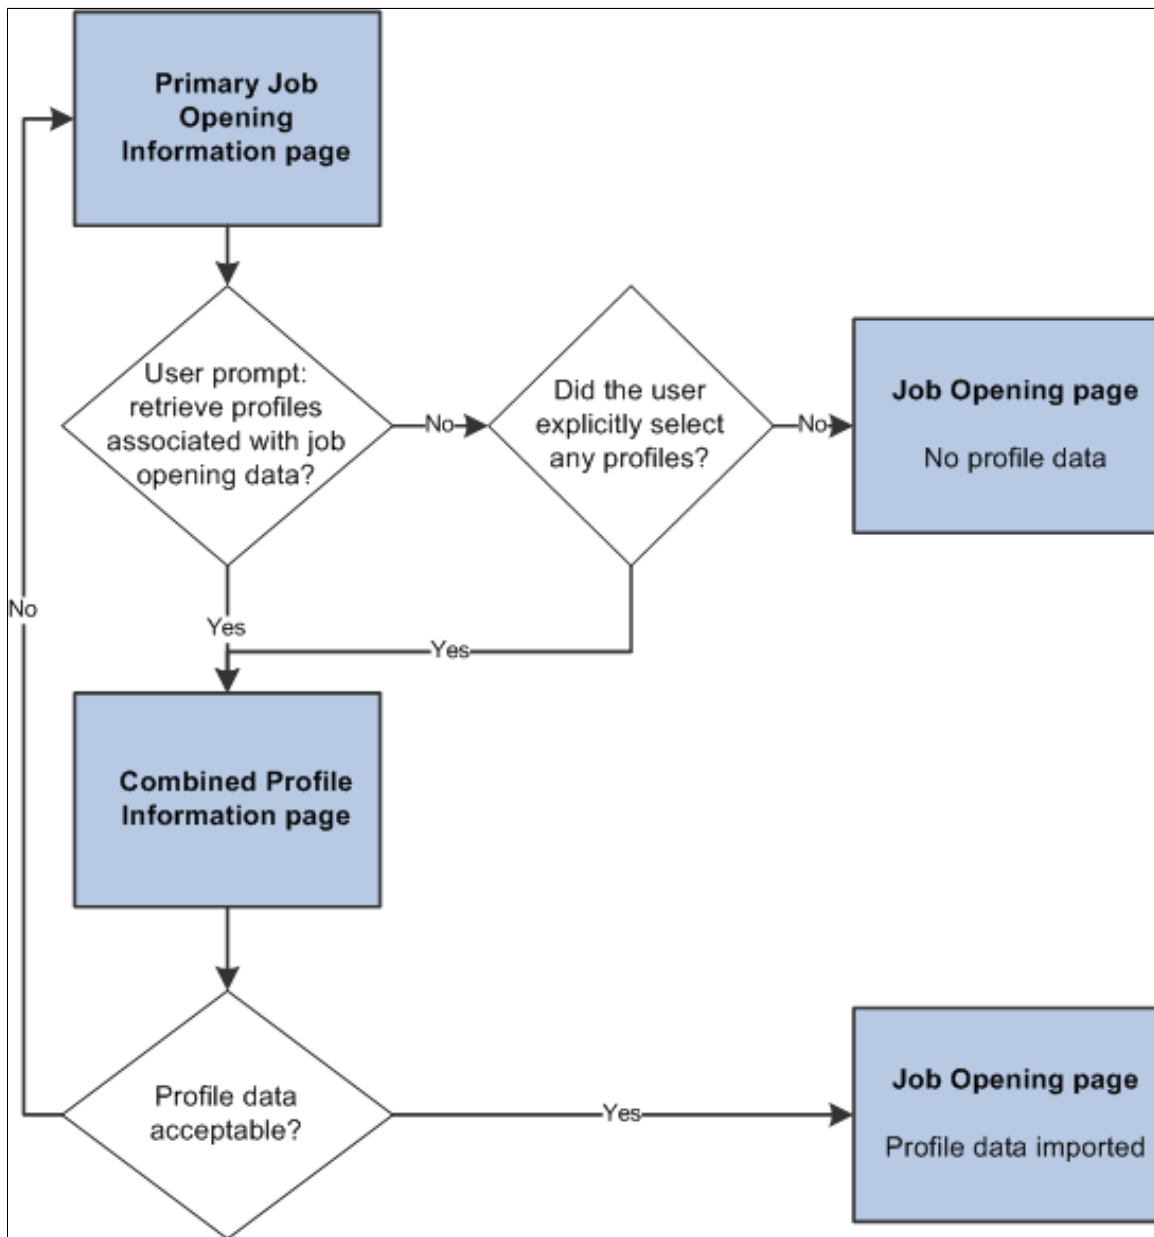 Primary Job
Opening
Information page
User prompt:
retrieve profiles
associated with job
opening data?
No
Did the user
explicitly select
any profiles?
No
Job Opening page
No profile data
No
Yes
Yes
Combined Profile
Information page
Profile data
acceptable?
Yes
Job Opening page
Profile data imported